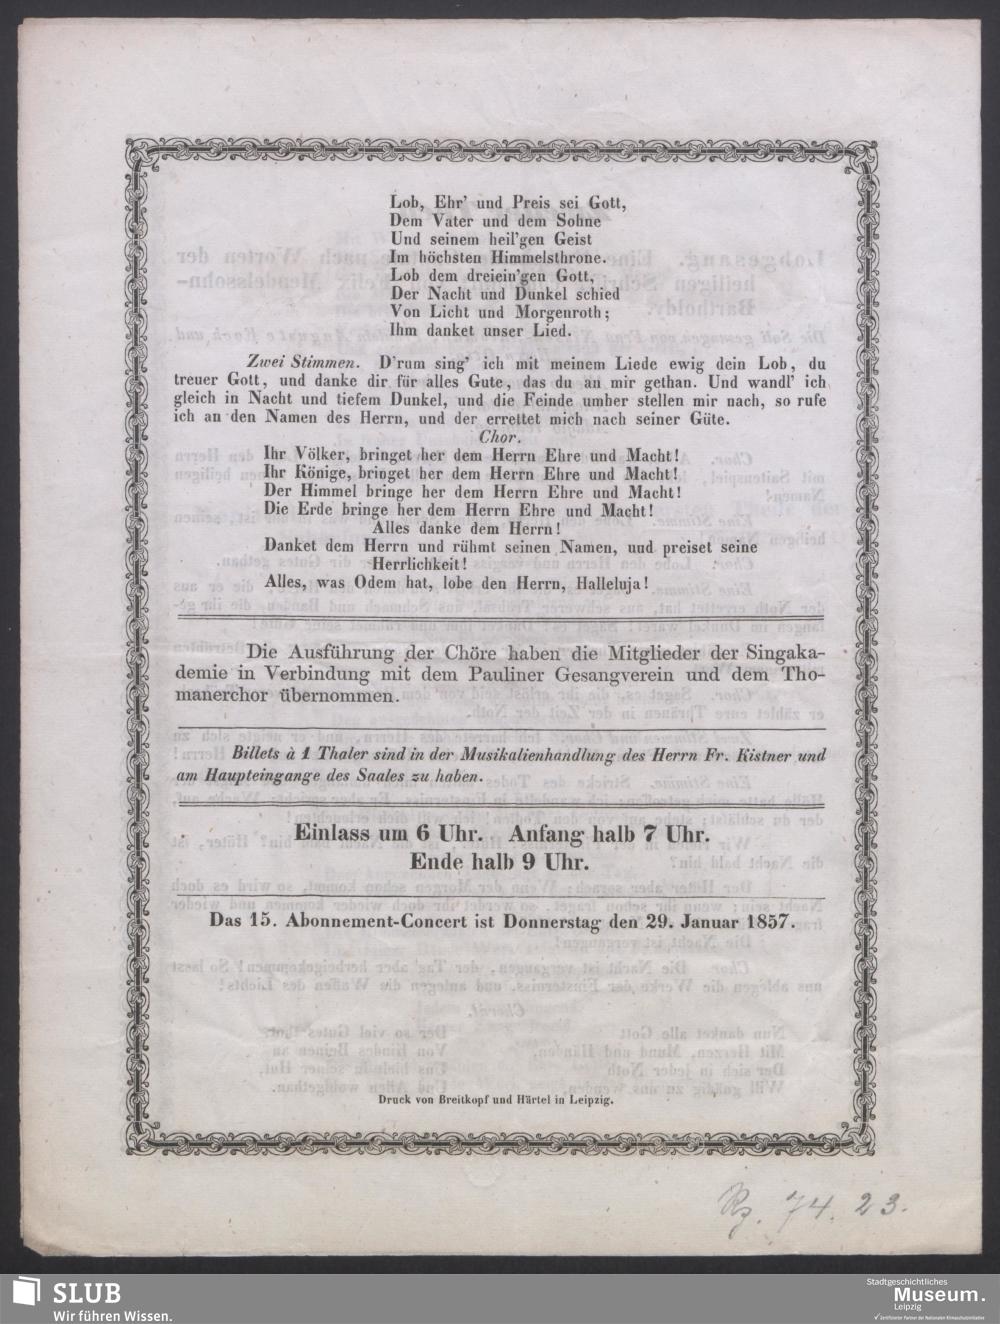 Lob, Ehr' und Preis sei Gott,
Dem Vater und dem Sohne
Und seinem heil'gen Geist
Im höchsten Himmelsthrone.
Lob dem dreiein'gen Gott,
Der Nacht und Dunkel schied
Von Licht und Morgenroth;
Ihm danket unser Lied.
Zwei Stimmen. D'rum sing' ich mit meinem Liede ewig dein Lob, du
treuer Gott, und danke dir für alles Gute, das du an mir gethan. Und wandl' ich
gleich in Nacht und tiefem Dunkel, und die Feinde umher stellen mir nach, so rufe
ich an den Namen des Herrn, und der errettet mich nach seiner Güte.
Chor.
Ihr Völker, bringet her dem Herrn Ehre und Macht!
Ihr Könige, bringet her dem Herrn Ehre und Macht!
Der Himmel bringe her dem Herrn Ehre und Macht!
Die Erde bringe her dem Herrn Ehre und Macht!
Alles danke dem Herrn!
Danket dem Herrn und rühmt seinen Namen, und preiset seine
Herrlichkeit!
Alles, was Odem hat, lobe den Herrn, Halleluja!
Die Ausführung der Chöre haben die Mitglieder der Singaka-
demie in Verbindung mit dem Pauliner Gesangverein und dem Tho-
manerchor übernommen.
Billets à 1 Thaler sind in der Musikalienhandlung des Herrn Fr. Kistner und
am Haupteingange des Saales zu haben.
Einlass um 6 Uhr. Anfang halb 7 Uhr.
Ende halb 9 Uhr.
Das 15. Abonnement-Concert ist Donnerstag den 29. Januar 1857.
Druck von Breitkopf und Härtel in Leipzig.
Rg. 74. 23.
SLUB
Wir führen Wissen.
Stadtgeschichtliches
Museum.
Leipzig
Zertifizierter Partner der Nationalen Klimaschutzinitiative